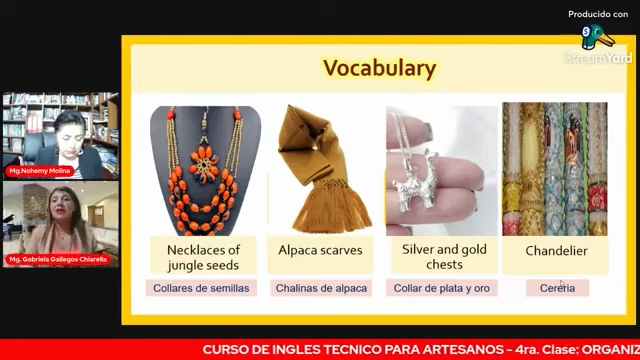 Producido con
StreamYard
Vocabulary
Mg.Nohemy Molina
Mg. Gabriela Gallegos Chiarella
Necklaces of
jungle seeds
Collares de semillas
Alpaca scarves
Chalinas de alpaca
Silver and gold
chests
Collar de plata y oro
Chandelier
Cerería
CURSO DE INGLES TECNICO PARA ARTESANOS - 4ra. Clase: ORGANIZ